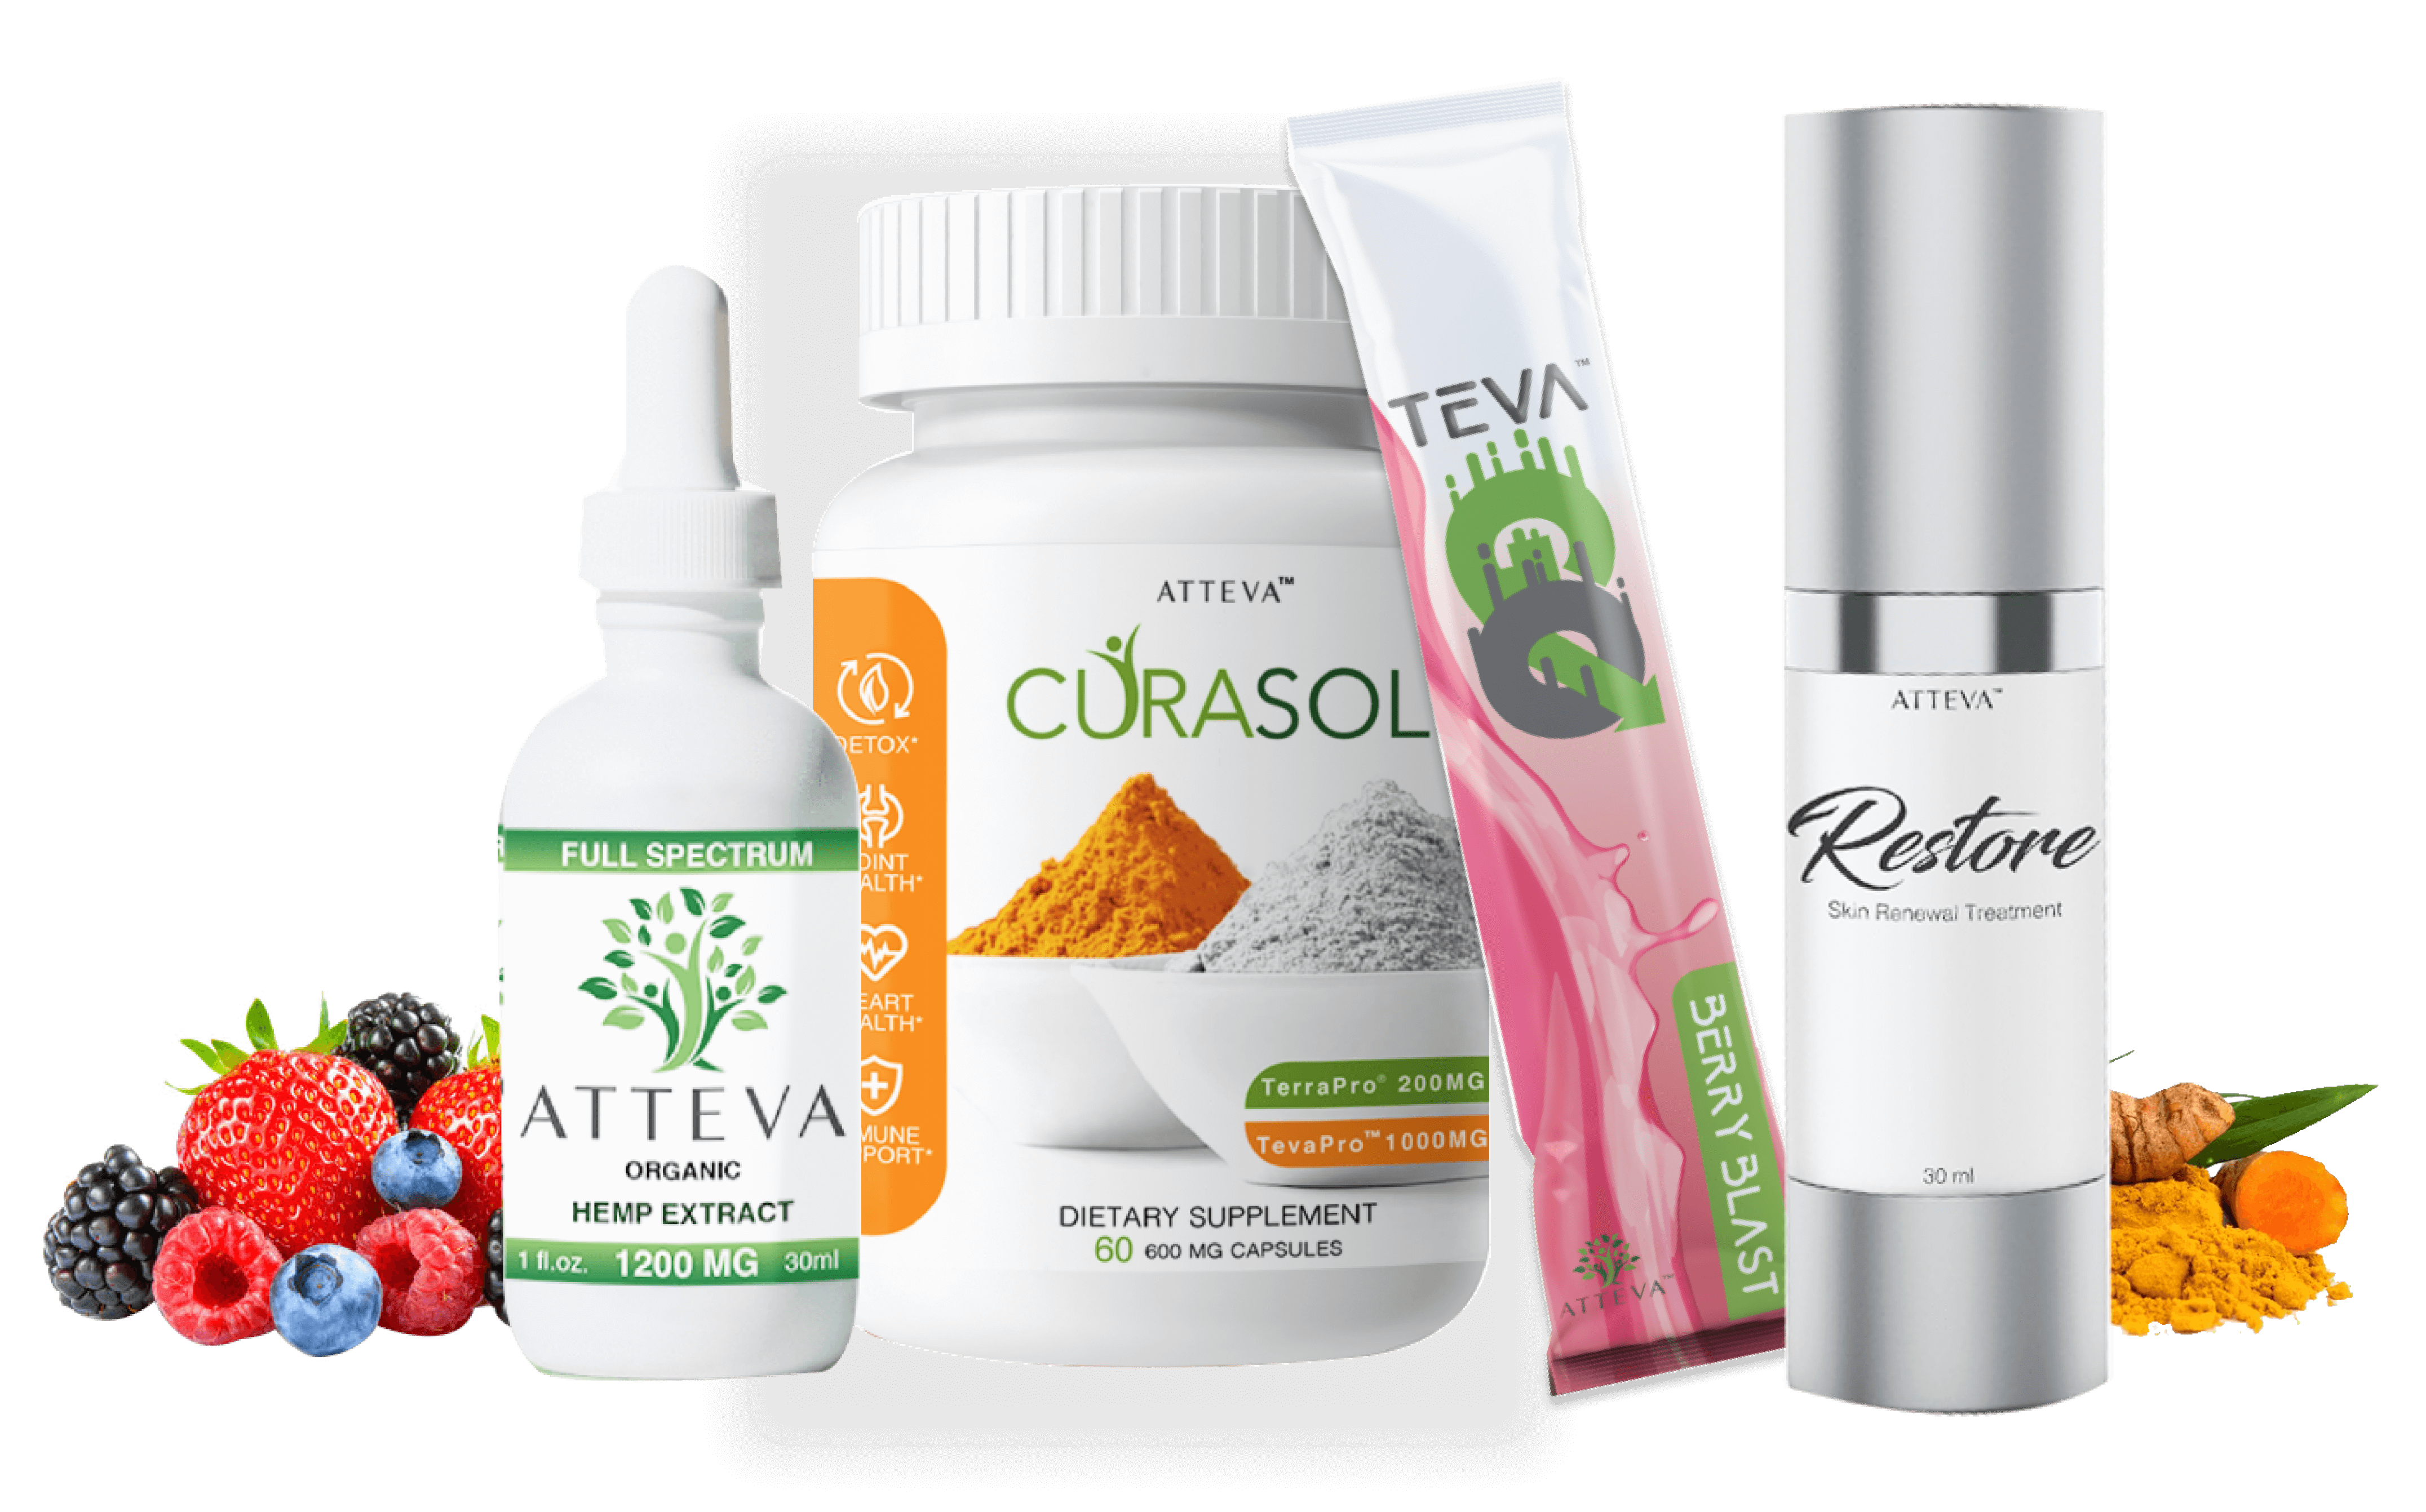 FULL SPECTRUM
ATTEVA
ORGANIC
HEMP EXTRACT
1 fl.oz. 1200 MG 30ml
DETOX*
ATTEVA™
CURASOL
TerraPro® 200MG
TevaPro™ 1000MG
DIETARY SUPPLEMENT
60 600 MG CAPSULES
TEVA™
BERRY BLAST
ATTEVA™
ATTEVA™
Restore
Skin Renewal Treatment
30 ml